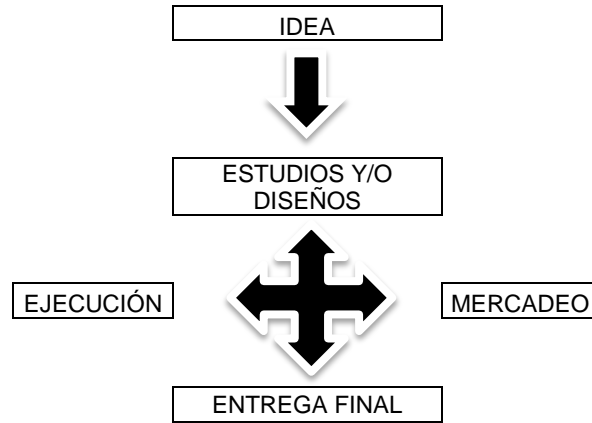 IDEA
ESTUDIOS Y/O
DISEÑOS
EJECUCIÓN
MERCADEO
ENTREGA FINAL